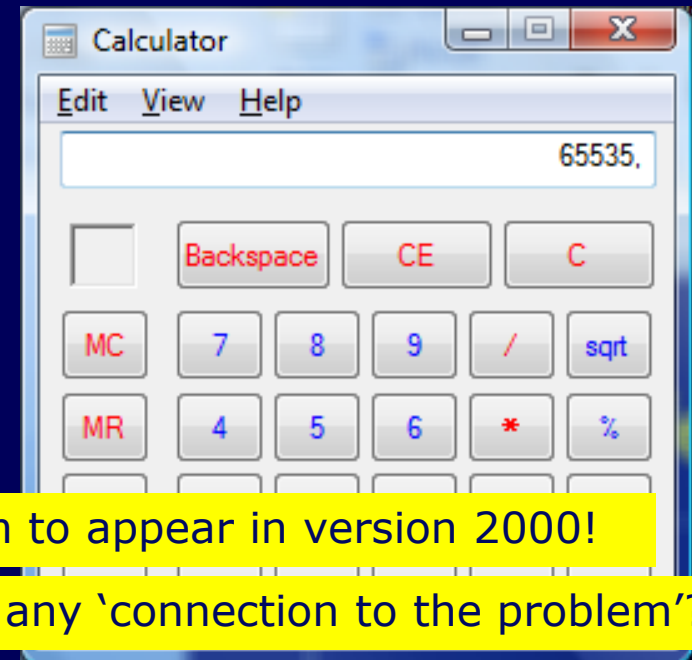 Calculator
Edit View Help
65535,
Backspace CE C
MC 7 8 9 / sqrt
MR 4 5 6 * %
to appear in version 2000!
any ‘connection to the problem’?